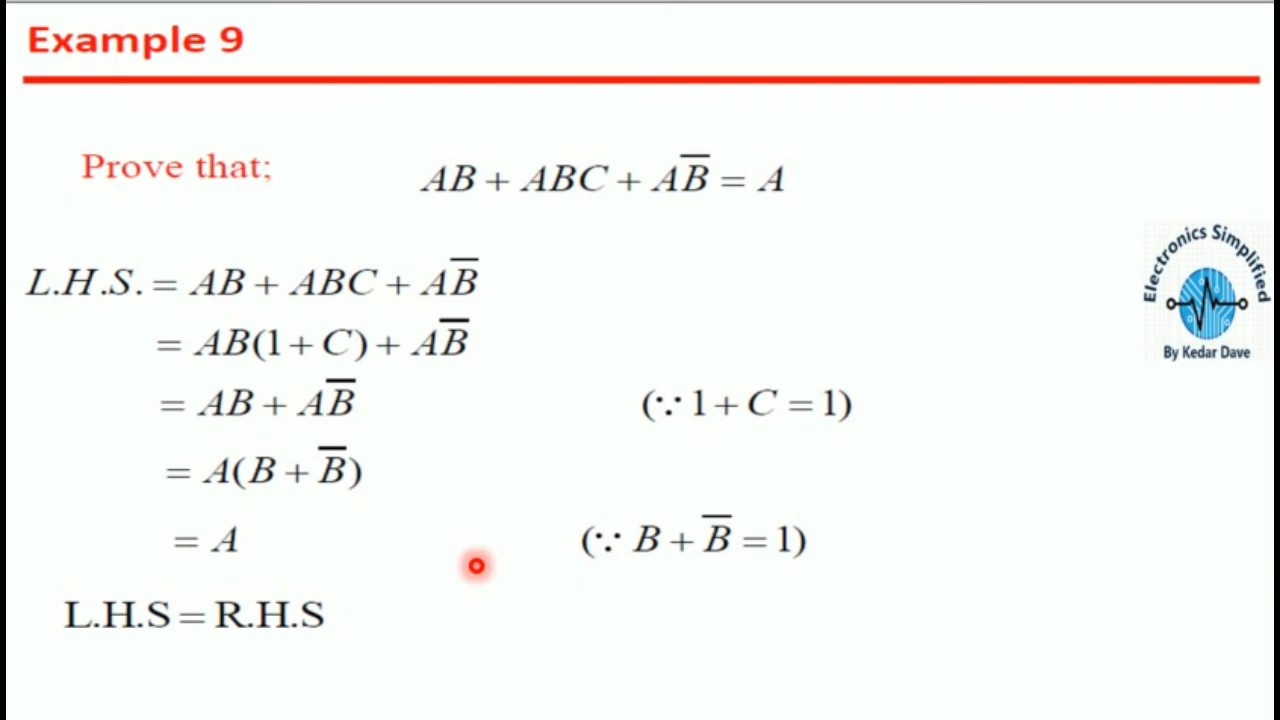 Example 9
Prove that; AB + ABC + AB̅ = A
L.H.S. = AB + ABC + AB̅
= AB(1 + C) + AB̅
= AB + AB̅ (∵ 1 + C = 1)
= A(B + B̅)
= A (∵ B + B̅ = 1)
L.H.S = R.H.S
Electronics Simplified
By Kedar Dave